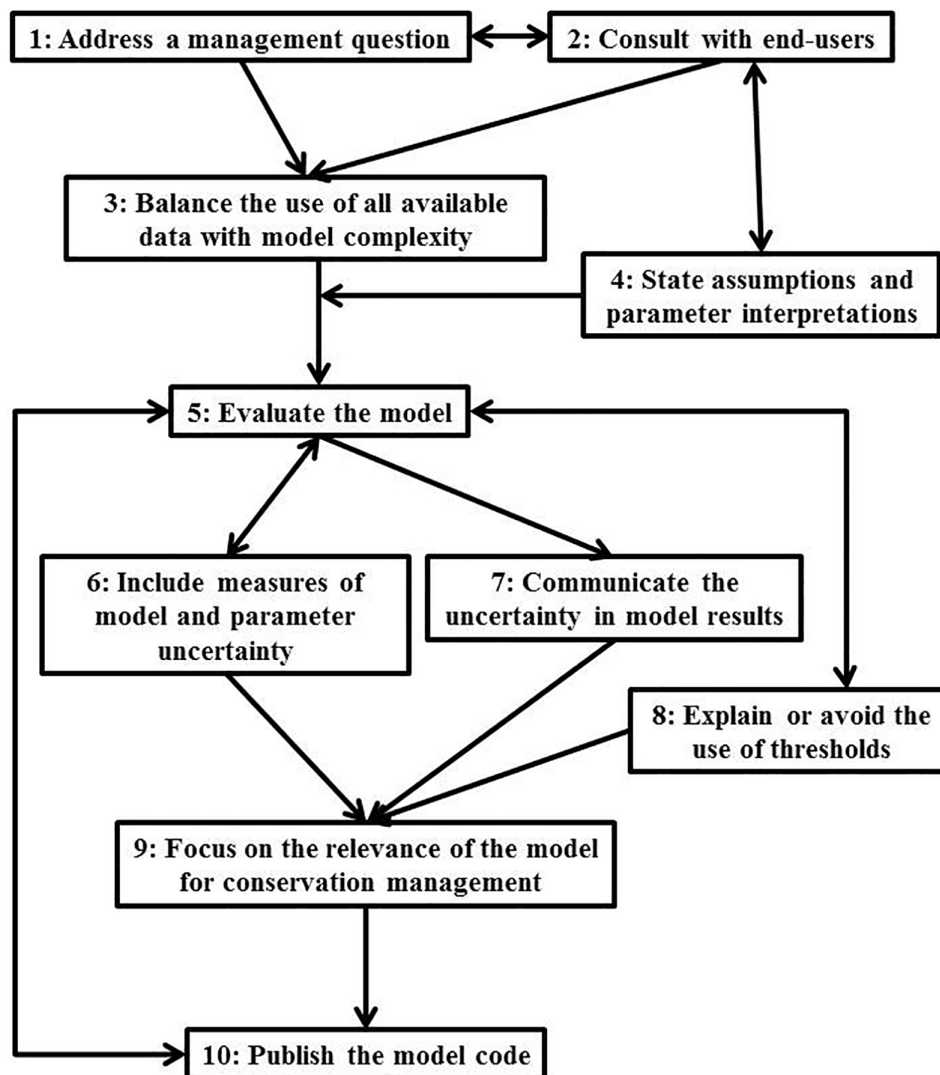 1: Address a management question
2: Consult with end-users
3: Balance the use of all available
data with model complexity
4: State assumptions and
parameter interpretations
5: Evaluate the model
6: Include measures of
model and parameter
uncertainty
7: Communicate the
uncertainty in model results
8: Explain or avoid the
use of thresholds
9: Focus on the relevance of the model
for conservation management
10: Publish the model code